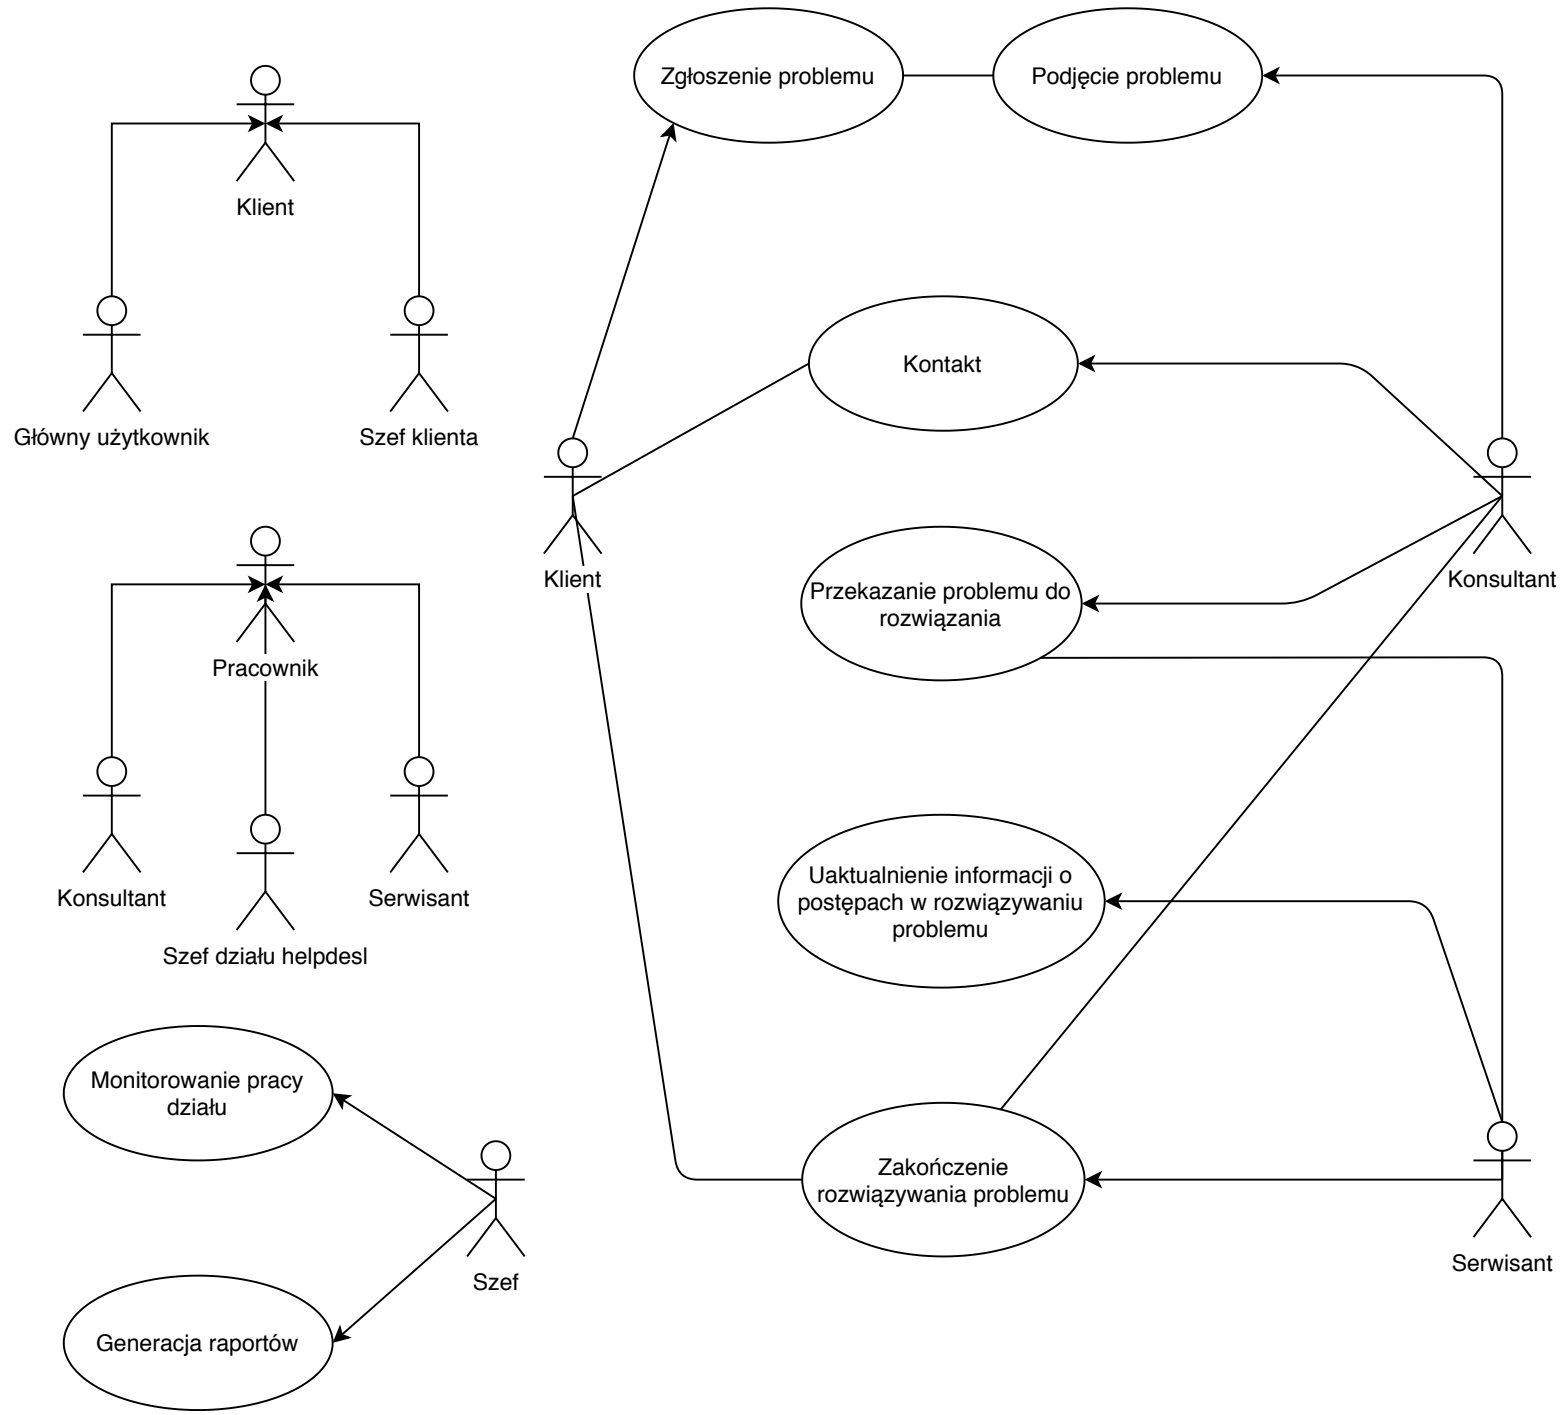 Zgłoszenie problemu
Podjęcie problemu
Klient
Kontakt
Główny użytkownik
Szef klienta
Klient
Konsultant
Przekazanie problemu do
rozwiązania
Pracownik
Uaktualnienie informacji o
postępach w rozwiązywaniu
problemu
Konsultant
Serwisant
Szef działu helpdesl
Monitorowanie pracy
działu
Zakończenie
rozwiązywania problemu
Serwisant
Szef
Generacja raportów